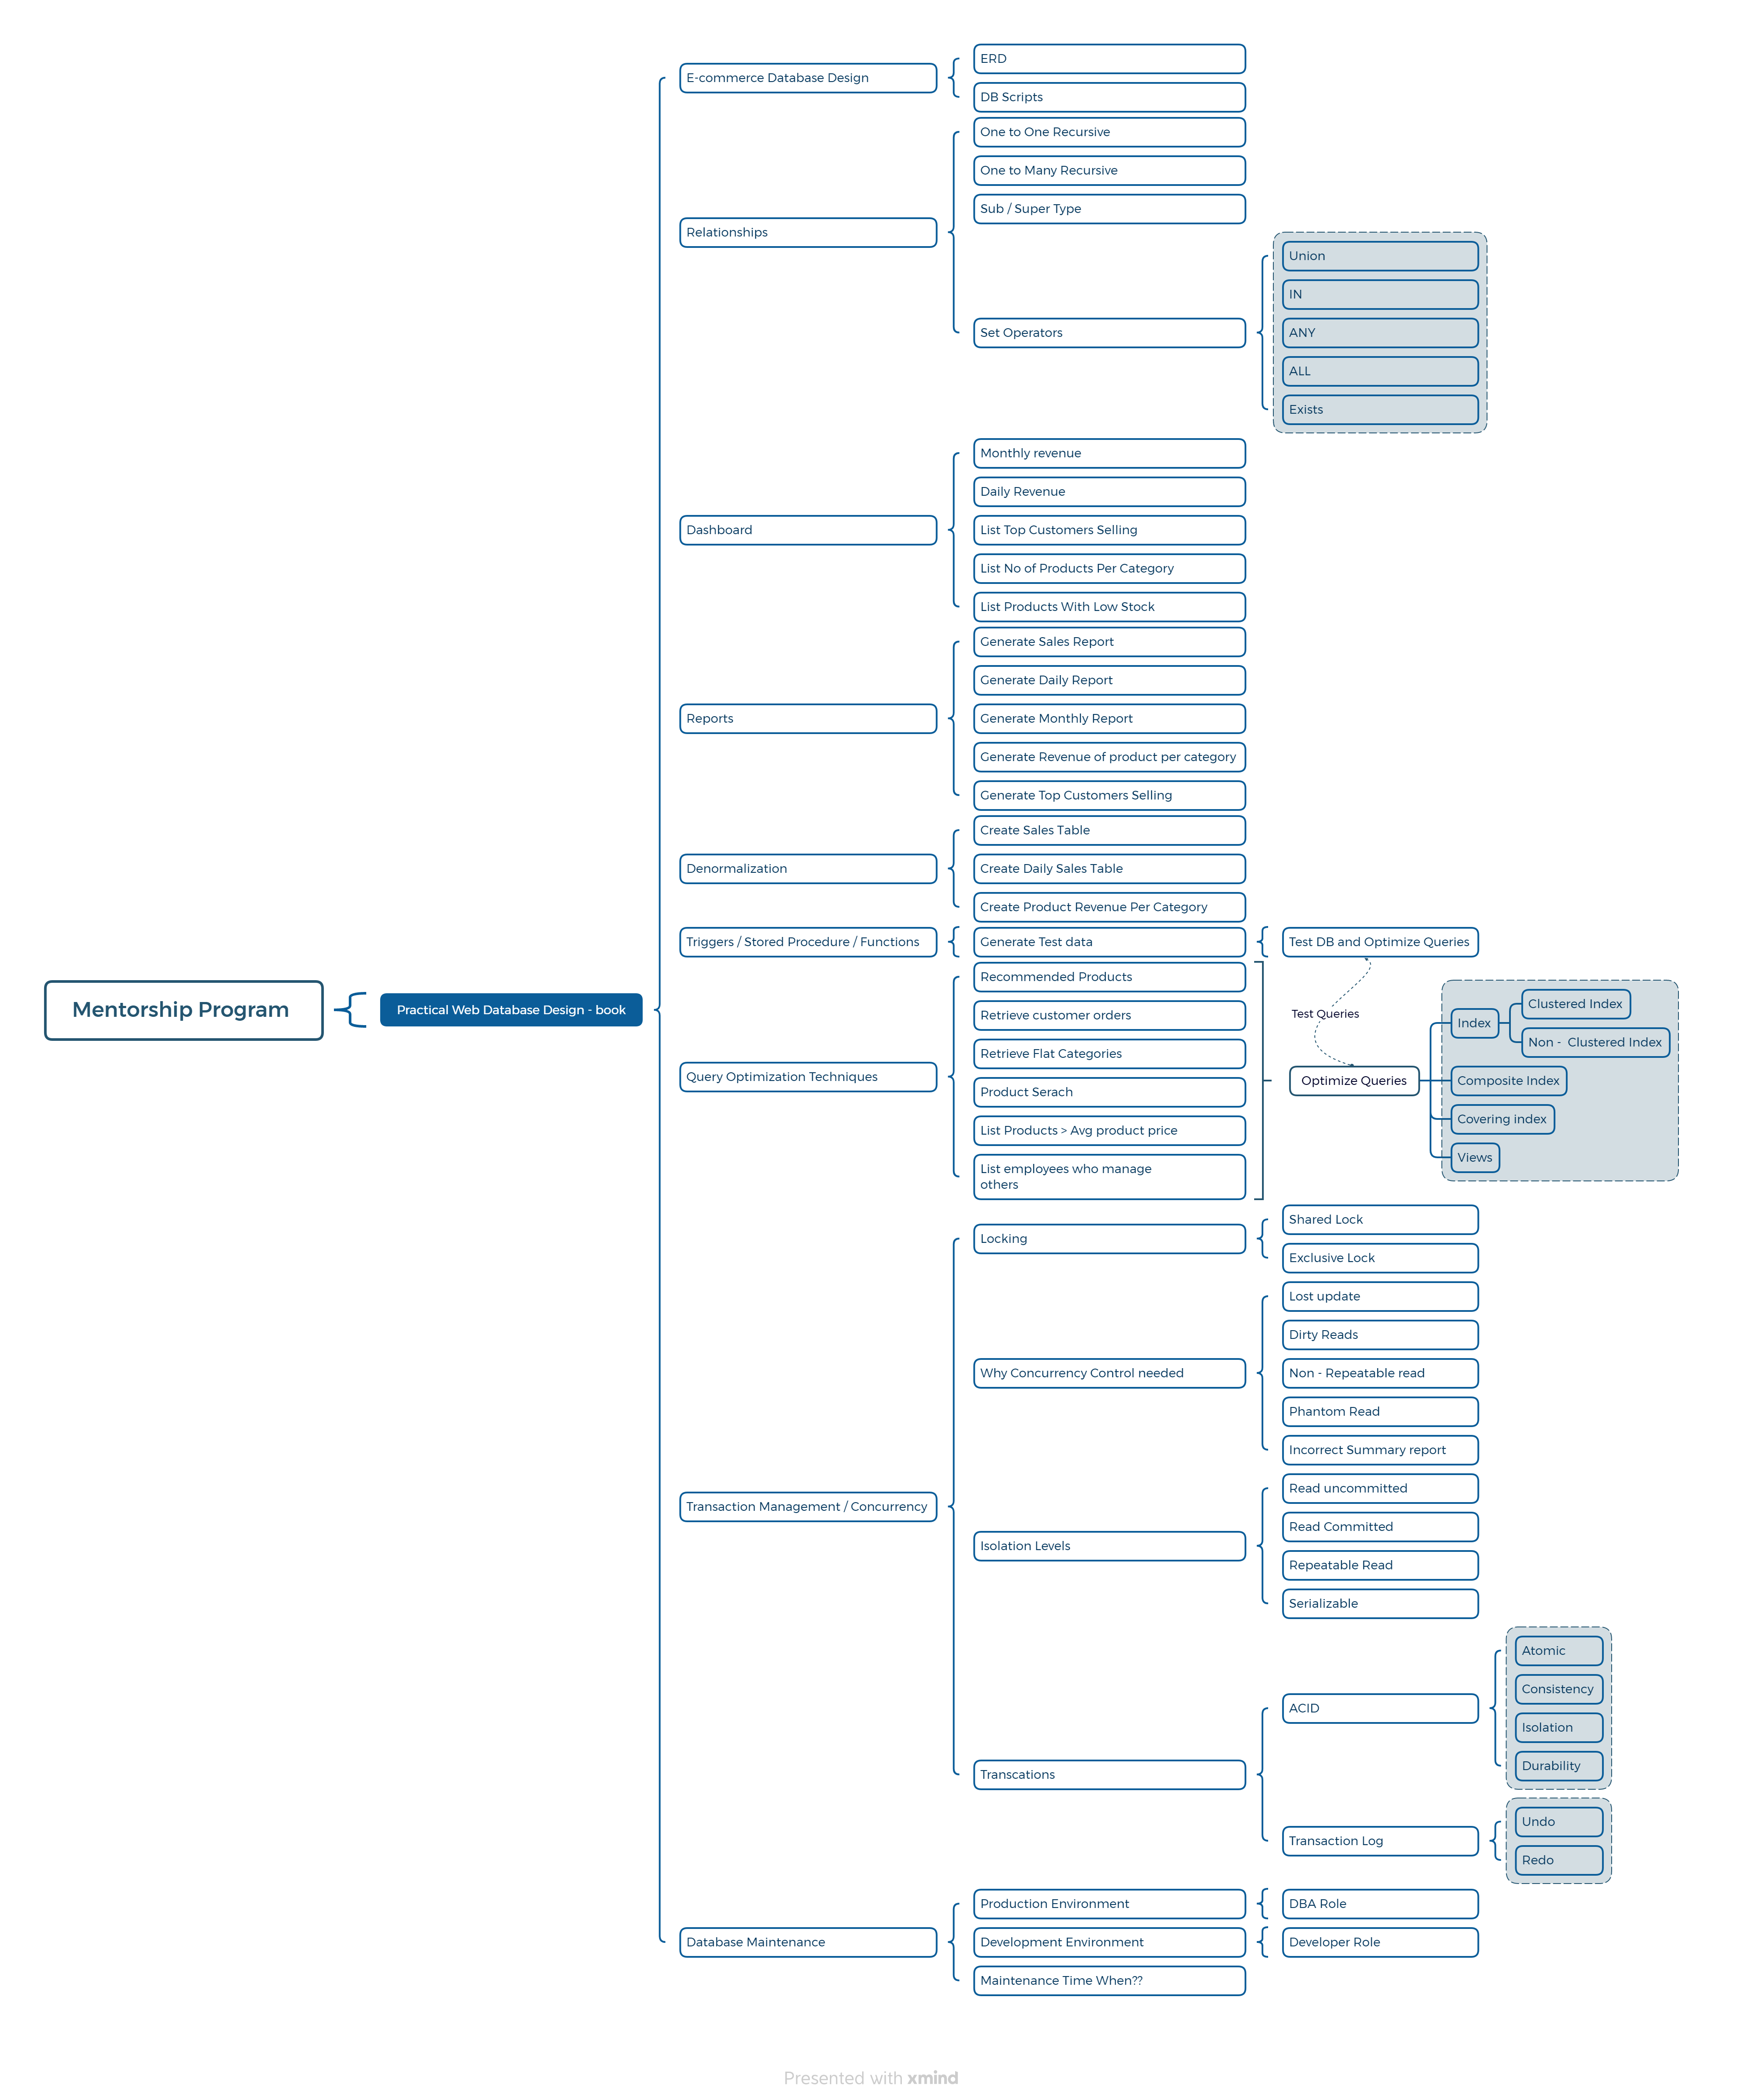 Mentorship Program
Practical Web Database Design - book
E-commerce Database Design
ERD
DB Scripts
Relationships
One to One Recursive
One to Many Recursive
Sub / Super Type
Set Operators
Union
IN
ANY
ALL
Exists
Dashboard
Monthly revenue
Daily Revenue
List Top Customers Selling
List No of Products Per Category
List Products With Low Stock
Reports
Generate Sales Report
Generate Daily Report
Generate Monthly Report
Generate Revenue of product per category
Generate Top Customers Selling
Denormalization
Create Sales Table
Create Daily Sales Table
Create Product Revenue Per Category
Triggers / Stored Procedure / Functions
Generate Test data
Test DB and Optimize Queries
Query Optimization Techniques
Recommended Products
Retrieve customer orders
Retrieve Flat Categories
Product Serach
List Products > Avg product price
List employees who manage
others
Test Queries
Optimize Queries
Index
Clustered Index
Non -  Clustered Index
Composite Index
Covering index
Views
Transaction Management / Concurrency
Locking
Shared Lock
Exclusive Lock
Why Concurrency Control needed
Lost update
Dirty Reads
Non - Repeatable read
Phantom Read
Incorrect Summary report
Isolation Levels
Read uncommitted
Read Committed
Repeatable Read
Serializable
Transcations
ACID
Atomic
Consistency
Isolation
Durability
Transaction Log
Undo
Redo
Database Maintenance
Production Environment
DBA Role
Development Environment
Developer Role
Maintenance Time When??
Presented with xmind